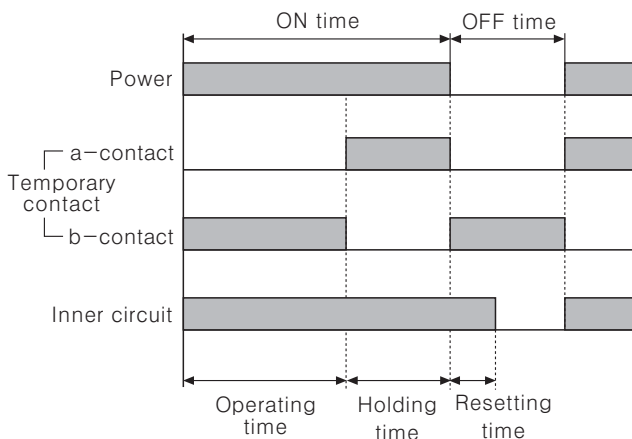 ON time
OFF time
Power
a-contact
Temporary
contact
b-contact
Inner circuit
Operating
time
Holding
time
Resetting
time